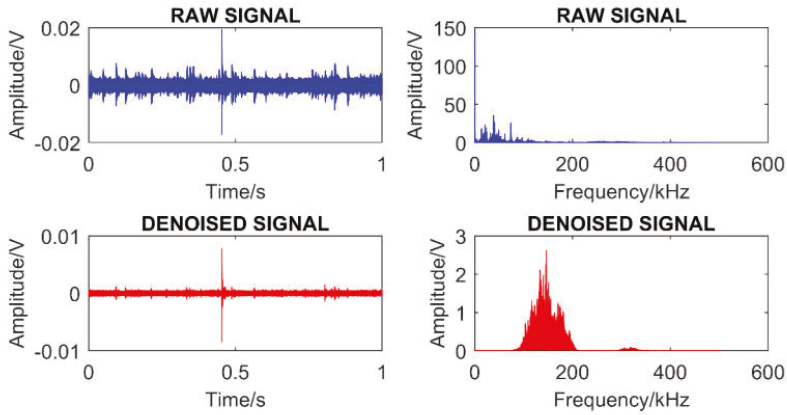 RAW SIGNAL
Amplitude/V
0.02
0
-0.02
0
0.5
1
Time/s
RAW SIGNAL
Amplitude/V
150
100
50
0
0
200
400
600
Frequency/kHz
DENOISED SIGNAL
Amplitude/V
0.01
0
-0.01
0
0.5
1
Time/s
DENOISED SIGNAL
Amplitude/V
3
2
1
0
0
200
400
600
Frequency/kHz